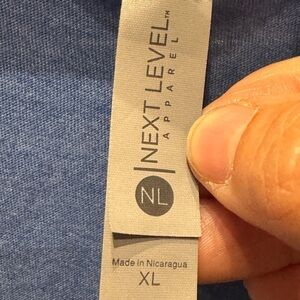 NEXT LEVEL™
APPAREL
NL
Made in Nicaragua
XL